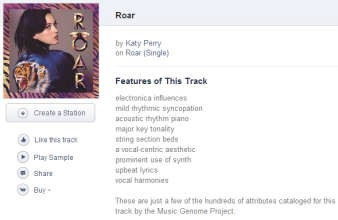 Roar
by Katy Perry
on Roar (Single)
ROAR
Create a Station
Like this track
Play Sample
Share
Buy
Features of This Track
electronica influences
mild rhythmic syncopation
acoustic rhythm piano
major key tonality
string section beds
a vocal-centric aesthetic
prominent use of synth
upbeat lyrics
vocal harmonies
These are just a few of the hundreds of attributes cataloged for this
track by the Music Genome Project.